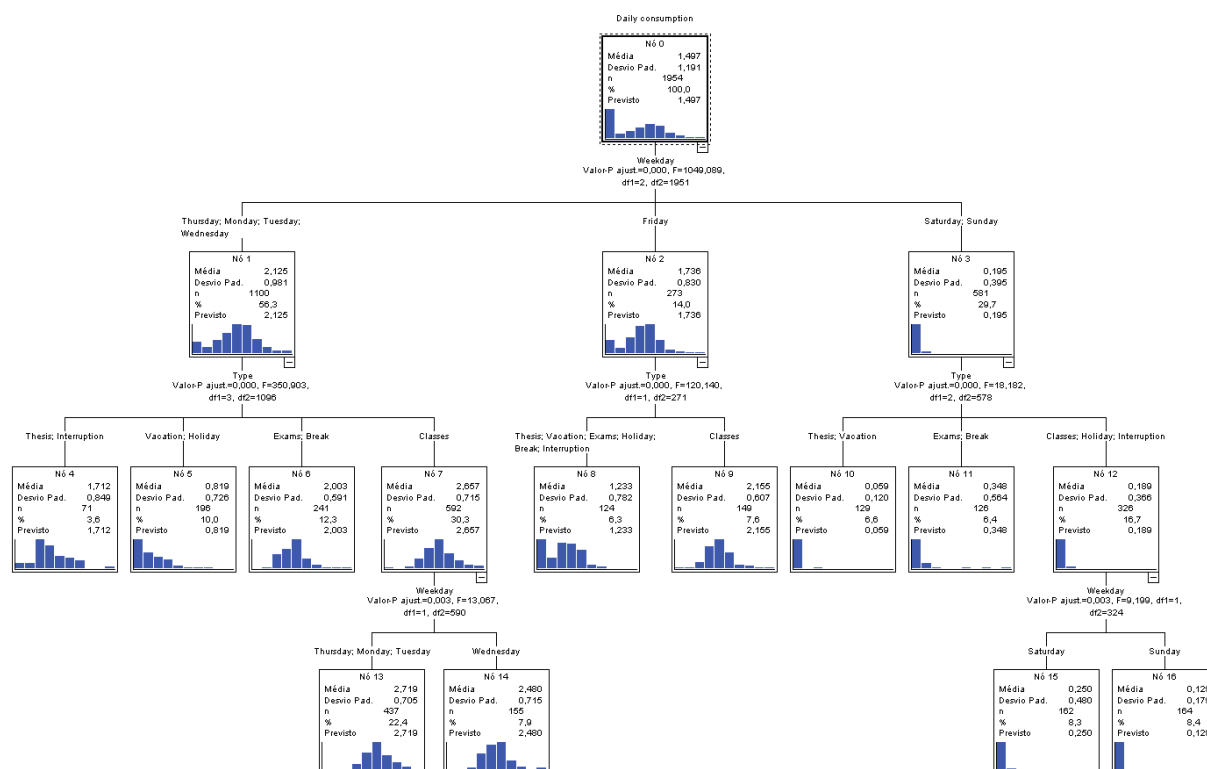 Daily consumption
Nó 0
Média 1,497
Desvio Pad. 1,191
n 1954
% 100,0
Previsto 1,497
Weekday
Valor-P ajust.=0,000, F=1049,089,
df1=2, df2=1951
Thursday; Monday; Tuesday;
Wednesday
Friday
Saturday; Sunday
Nó 1
Média 2,125
Desvio Pad. 0,981
n 1100
% 56,3
Previsto 2,125
Nó 2
Média 1,736
Desvio Pad. 0,830
n 273
% 14,0
Previsto 1,736
Nó 3
Média 0,195
Desvio Pad. 0,395
n 581
% 29,7
Previsto 0,195
Type
Valor-P ajust.=0,000, F=350,903,
df1=3, df2=1096
Type
Valor-P ajust.=0,000, F=120,140,
df1=1, df2=271
Type
Valor-P ajust.=0,000, F=18,182,
df1=2, df2=578
Thesis; Interruption
Vacation; Holiday
Exams; Break
Classes
Thesis; Vacation; Exams; Holiday;
Break; Interruption
Classes
Thesis; Vacation
Exams; Break
Classes; Holiday; Interruption
Nó 4
Média 1,712
Desvio Pad. 0,849
n 71
% 3,6
Previsto 1,712
Nó 5
Média 0,819
Desvio Pad. 0,726
n 196
% 10,0
Previsto 0,819
Nó 6
Média 2,003
Desvio Pad. 0,591
n 241
% 12,3
Previsto 2,003
Nó 7
Média 2,657
Desvio Pad. 0,715
n 592
% 30,3
Previsto 2,657
Nó 8
Média 1,233
Desvio Pad. 0,782
n 124
% 6,3
Previsto 1,233
Nó 9
Média 2,155
Desvio Pad. 0,607
n 149
% 7,6
Previsto 2,155
Nó 10
Média 0,059
Desvio Pad. 0,120
n 129
% 6,6
Previsto 0,059
Nó 11
Média 0,348
Desvio Pad. 0,564
n 126
% 6,4
Previsto 0,348
Nó 12
Média 0,189
Desvio Pad. 0,366
n 326
% 16,7
Previsto 0,189
Weekday
Valor-P ajust.=0,003, F=13,067,
df1=1, df2=590
Weekday
Valor-P ajust.=0,003, F=9,199, df1=1,
df2=324
Thursday; Monday; Tuesday
Wednesday
Saturday
Sunday
Nó 13
Média 2,719
Desvio Pad. 0,705
n 437
% 22,4
Previsto 2,719
Nó 14
Média 2,480
Desvio Pad. 0,715
n 155
% 7,9
Previsto 2,480
Nó 15
Média 0,250
Desvio Pad. 0,480
n 162
% 8,3
Previsto 0,250
Nó 16
Média
Desvio Pad.
n 164
% 8,4
Previsto